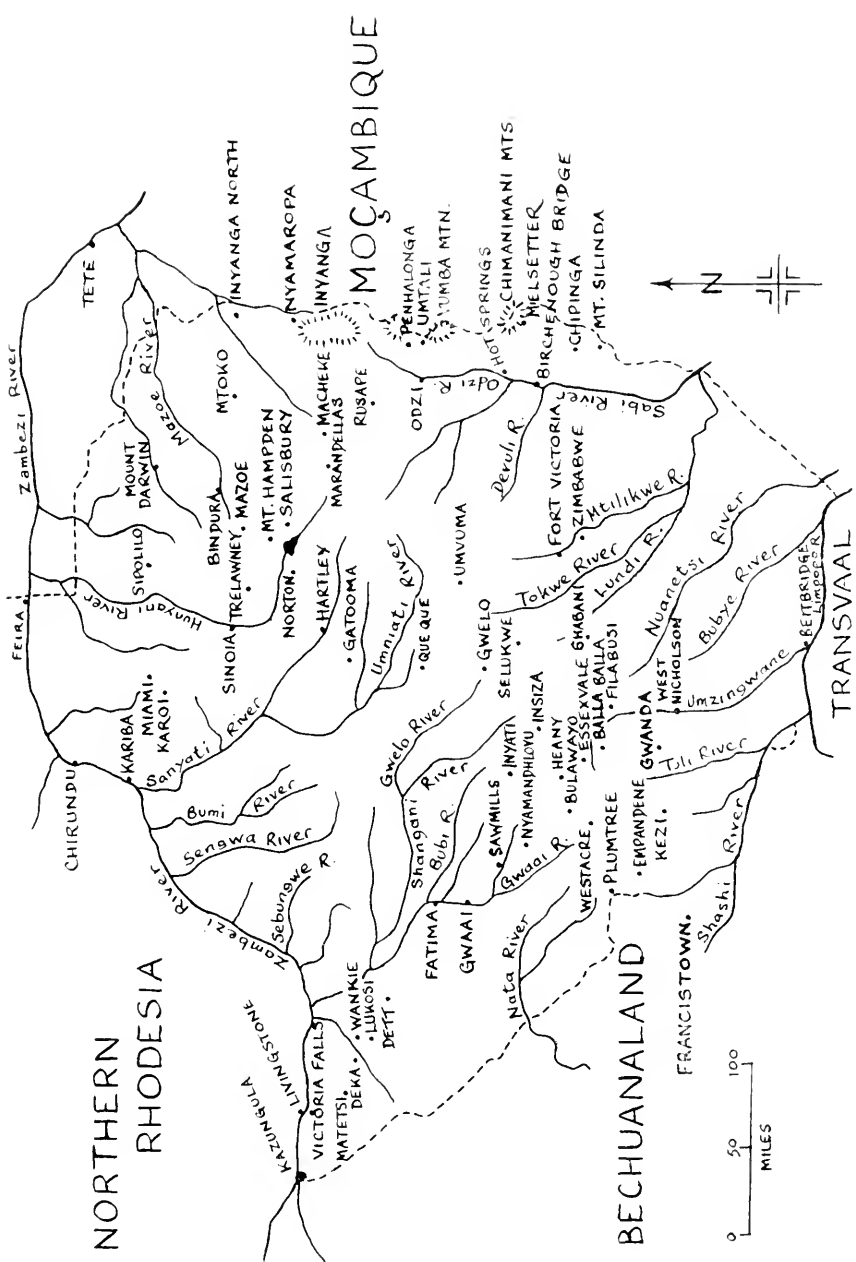 NORTHERN
RHODESIA
MOÇAMBIQUE
BECHUANALAND
TRANSVAAL
FEIRA
Zambezi River
TETE
CHIRUNDU
KARIBA
MIAMI
KAROI
Sanyati River
Hunyani River
SIPOLILO
MOUNT
DARWIN
Mazoe River
MTOKO
INYANGA NORTH
NYAMAROPA
INYANGA
SINOIA
TRELAWNEY
BINDURA
MAZOE
MT. HAMPDEN
SALISBURY
NORTON
HARTLEY
GATOOMA
MACHEKE
MARANDELLAS
RUSAPE
Umniati River
QUE QUE
UMVUMA
ODZI
Odzi R.
PENHALONGA
UMTALI
VUMBA MTN.
HOT SPRINGS
CHIMANIMANI MTS.
MELSETTER
BIRCHENOUGH BRIDGE
CHIPINGA
MT. SILINDA
Sabi River
Devuli R.
Zambezi River
Bumi River
Sengwa River
Sebungwe R.
KAZUNGULA
LIVINGSTONE
VICTORIA FALLS
MATETSI
DEKA
WANKIE
LUKOSI
DETT
Gwelo River
Shangani River
Bubi R.
FATIMA
GWAAI
Gwaai R.
SAWMILLS
NYAMANDHLOVU
INYATI
INSIZA
GWELO
SELUKWE
HEANY
BULAWAYO
ESSEXVALE
BALLA BALLA
FILABUSI
SHABANI
Tokwe River
Lundi R.
FORT VICTORIA
ZIMBABWE
Mtilikwe R.
Nuanetsi River
Bubye River
Nata River
WESTACRE
PLUMTREE
EMPANDENE
KEZI
GWANDA
WEST
NICHOLSON
Umzingwane
Tuli River
Shashi River
FRANCISTOWN
BEITBRIDGE
Limpopo R
N
0 50 100
MILES